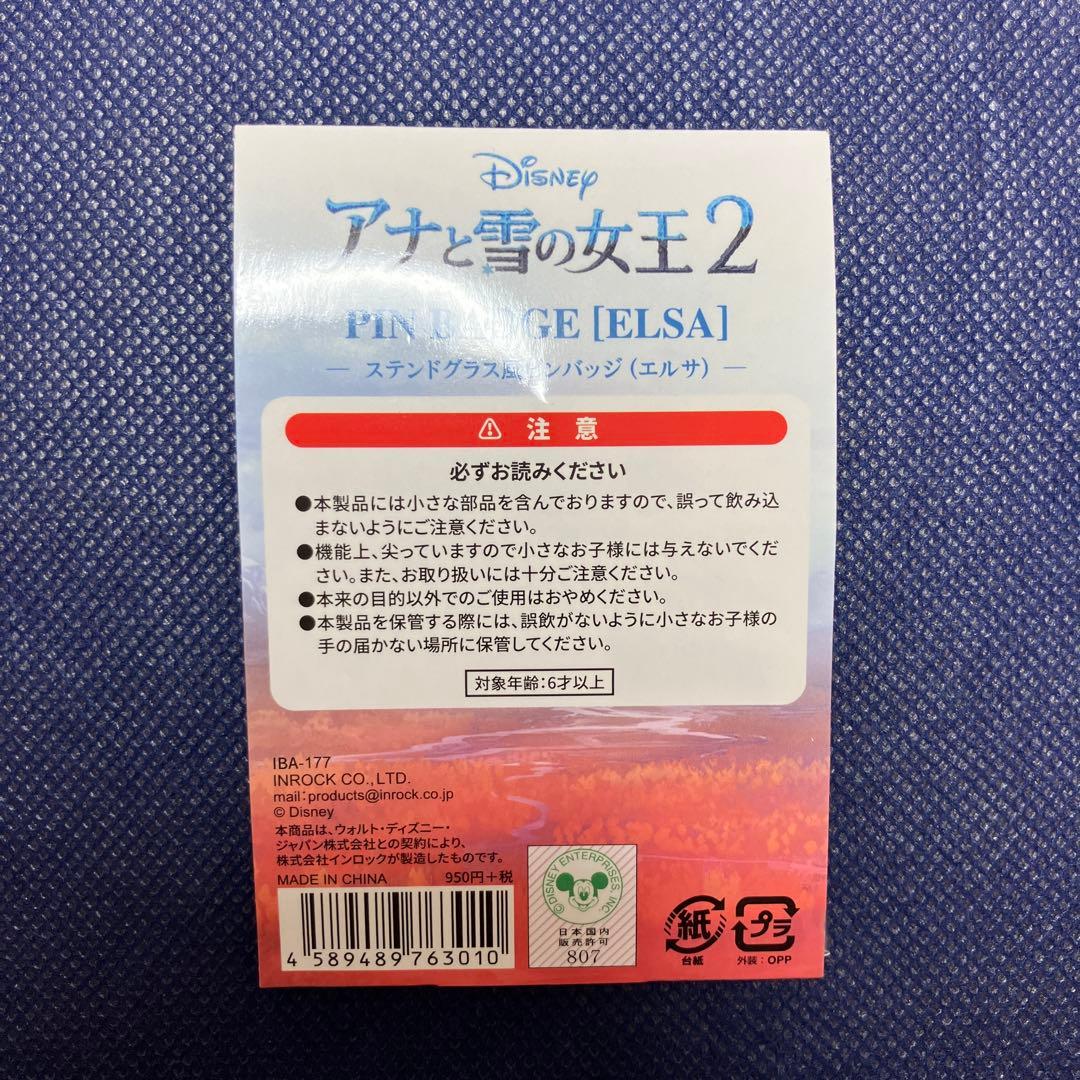 Disney
アナと雪の女王2
PIN BADGE [ELSA]
— ステンドグラス風ピンバッジ（エルサ） —
⚠ 注意
必ずお読みください
●本製品には小さな部品を含んでおりますので、誤って飲み込
まないようにご注意ください。
●機能上、尖っていますので小さなお子様には与えないでくだ
さい。また、お取り扱いには十分ご注意ください。
●本来の目的以外でのご使用はおやめください。
●本製品を保管する際には、誤飲がないように小さなお子様の
手の届かない場所に保管してください。
対象年齢：6才以上
IBA-177
INROCK CO.,LTD.
mail：products@inrock.co.jp
© Disney
本商品は、ウォルト・ディズニー・
ジャパン株式会社との契約により、
株式会社インロックが製造したものです。
MADE IN CHINA 950円＋税
4 589489 763010
©DISNEY ENTERPRISES, INC.
日本国内
販売許可
807
紙
台紙
プラ
外装：OPP